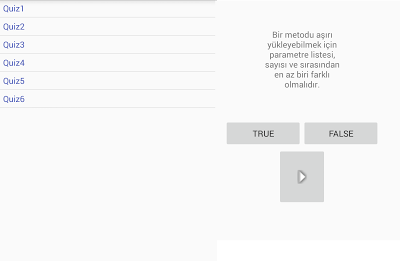 Quiz1
Quiz2
Quiz3
Quiz4
Quiz5
Quiz6
Bir metodu aşırı
yükleyebilmek için
parametre listesi,
sayısı ve sırasından
en az biri farklı
olmalıdır.
TRUE
FALSE